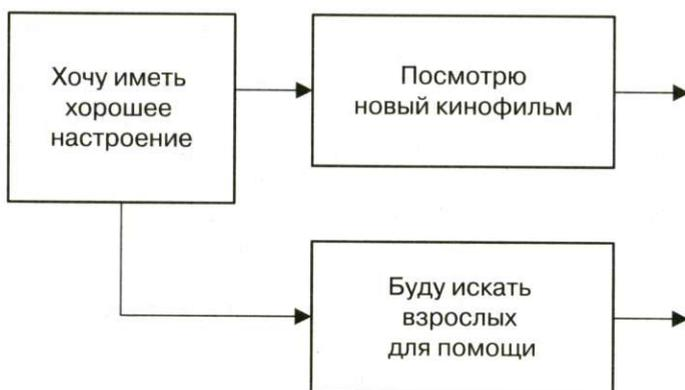 Хочу иметь
хорошее
настроение
Посмотрю
новый кинофильм
Буду искать
взрослых
для помощи